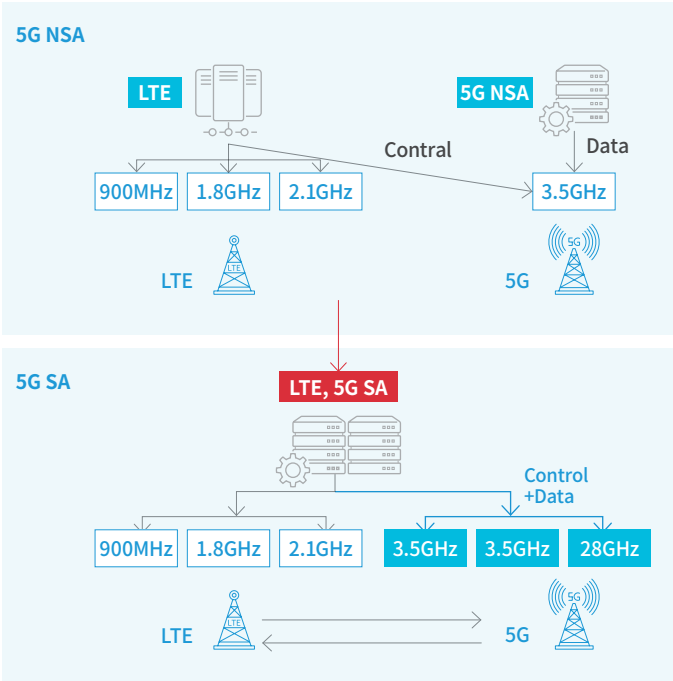 5G NSA
LTE
5G NSA
Contral
Data
900MHz
1.8GHz
2.1GHz
3.5GHz
LTE
LTE
5G
5G
5G SA
LTE, 5G SA
Control
+Data
900MHz
1.8GHz
2.1GHz
3.5GHz
3.5GHz
28GHz
LTE
LTE
5G
5G